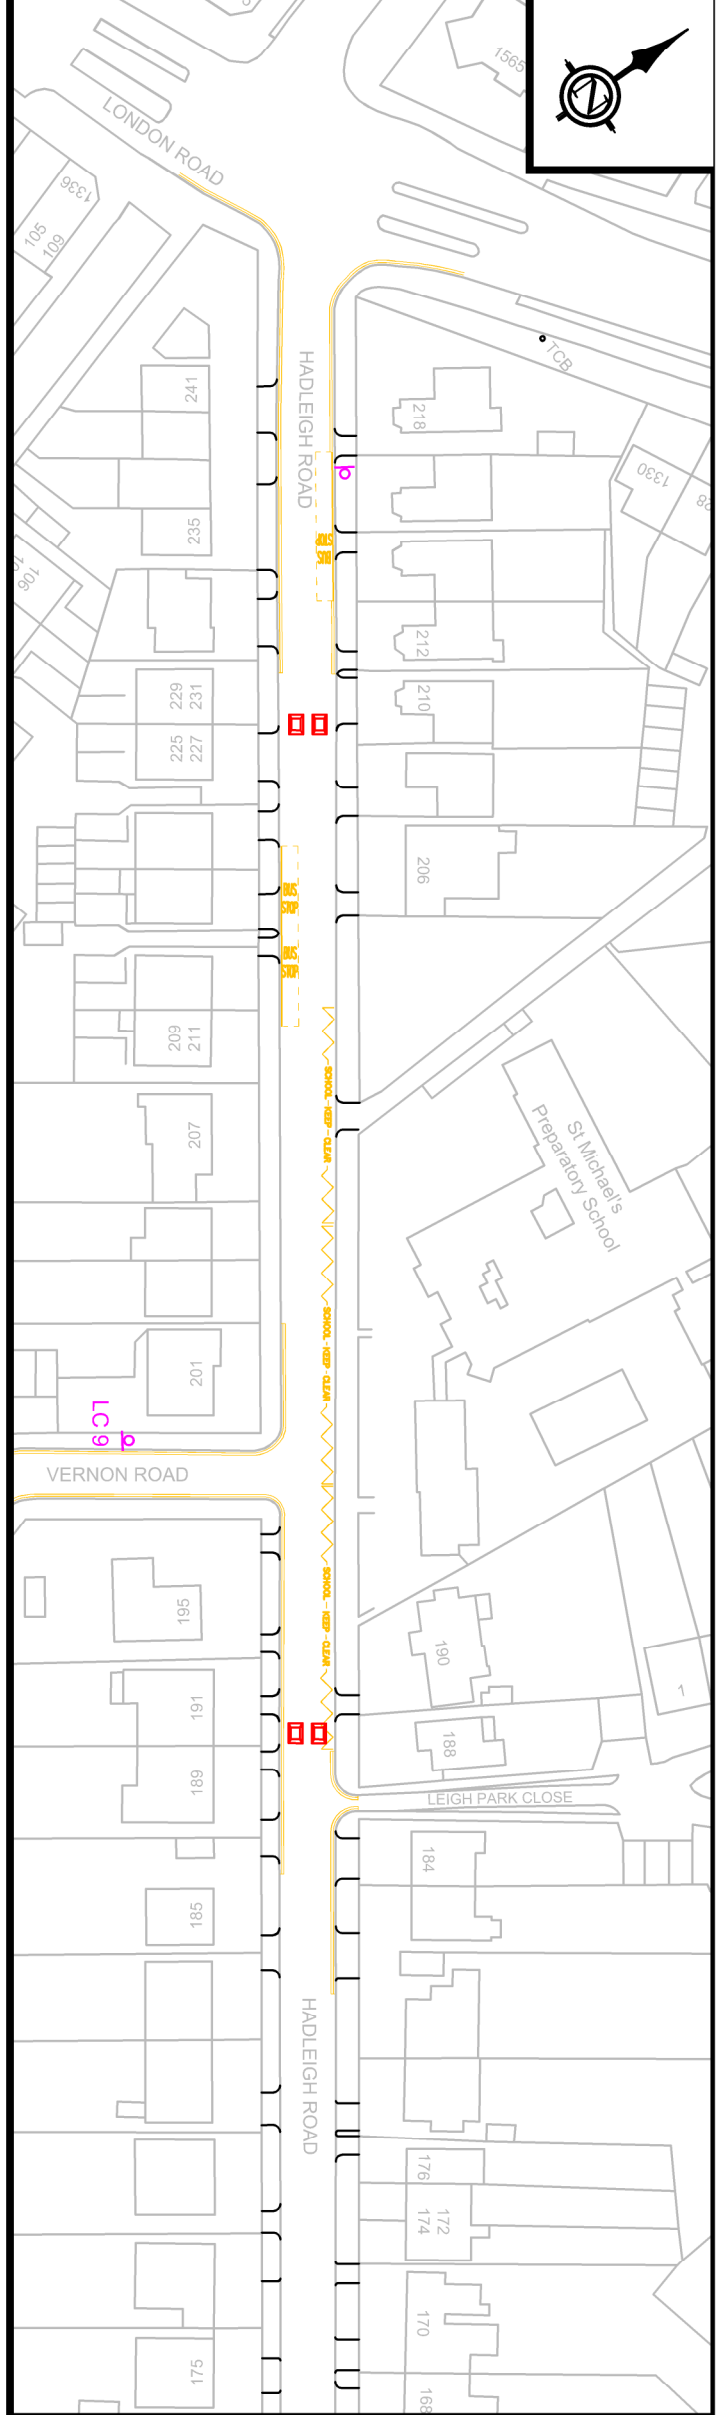 1565
LONDON ROAD
1336
105
109
TCB
HADLEIGH ROAD
241
218
1330
235
BUS
STOP
106
212
229
231
210
225
227
206
BUS
STOP
BUS
STOP
209
211
SCHOOL - KEEP - CLEAR
207
St Michael's
Preparatory School
SCHOOL - KEEP - CLEAR
201
LC 9
VERNON ROAD
SCHOOL - KEEP - CLEAR
195
190
1
191
188
189
LEIGH PARK CLOSE
184
185
HADLEIGH ROAD
176
172
174
170
175
168